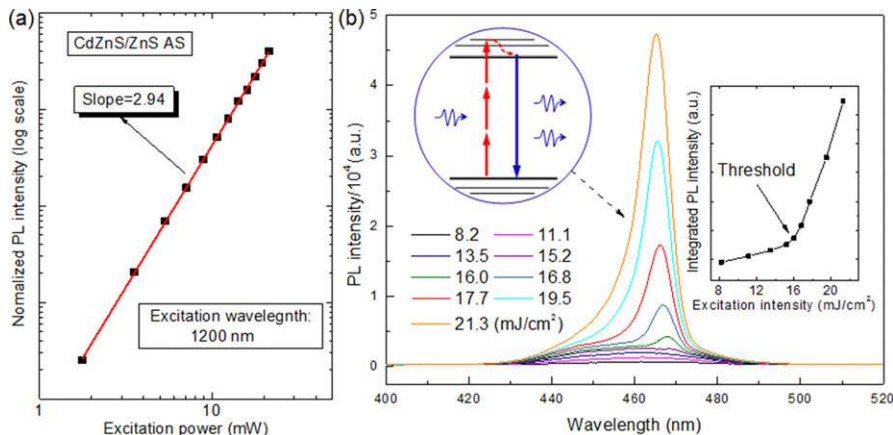 (a)
CdZnS/ZnS AS
Slope=2.94
Excitation wavelegnth:
1200 nm
Normalized PL intensity (log scale)
1
10
Excitation power (mW)
(b)
5
4
3
2
1
0
PL intensity/10⁴ (a.u.)
8.2 11.1
13.5 15.2
16.0 16.8
17.7 19.5
21.3 (mJ/cm²)
400 420 440 460 480 500 520
Wavelength (nm)
Integrated PL intensity (a.u.)
Threshold
8 12 16 20 24
Excitation intensity (mJ/cm²)